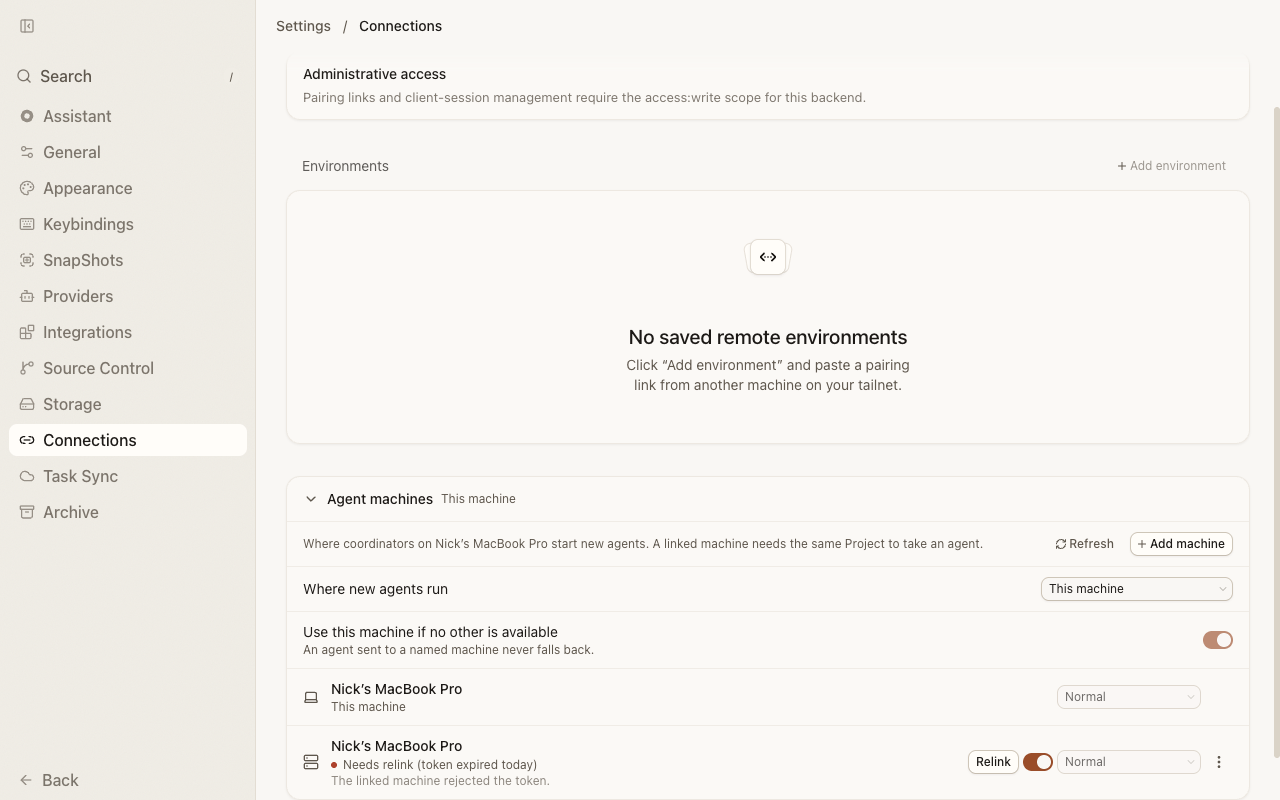 Settings / Connections
Search /
Assistant
General
Appearance
Keybindings
SnapShots
Providers
Integrations
Source Control
Storage
Connections
Task Sync
Archive
Back
Administrative access
Pairing links and client-session management require the access:write scope for this backend.
Environments
+ Add environment
No saved remote environments
Click “Add environment” and paste a pairing
link from another machine on your tailnet.
Agent machines This machine
Where coordinators on Nick’s MacBook Pro start new agents. A linked machine needs the same Project to take an agent.
Refresh
+ Add machine
Where new agents run
This machine
Use this machine if no other is available
An agent sent to a named machine never falls back.
Nick’s MacBook Pro
This machine
Normal
Nick’s MacBook Pro
Needs relink (token expired today)
The linked machine rejected the token.
Relink
Normal